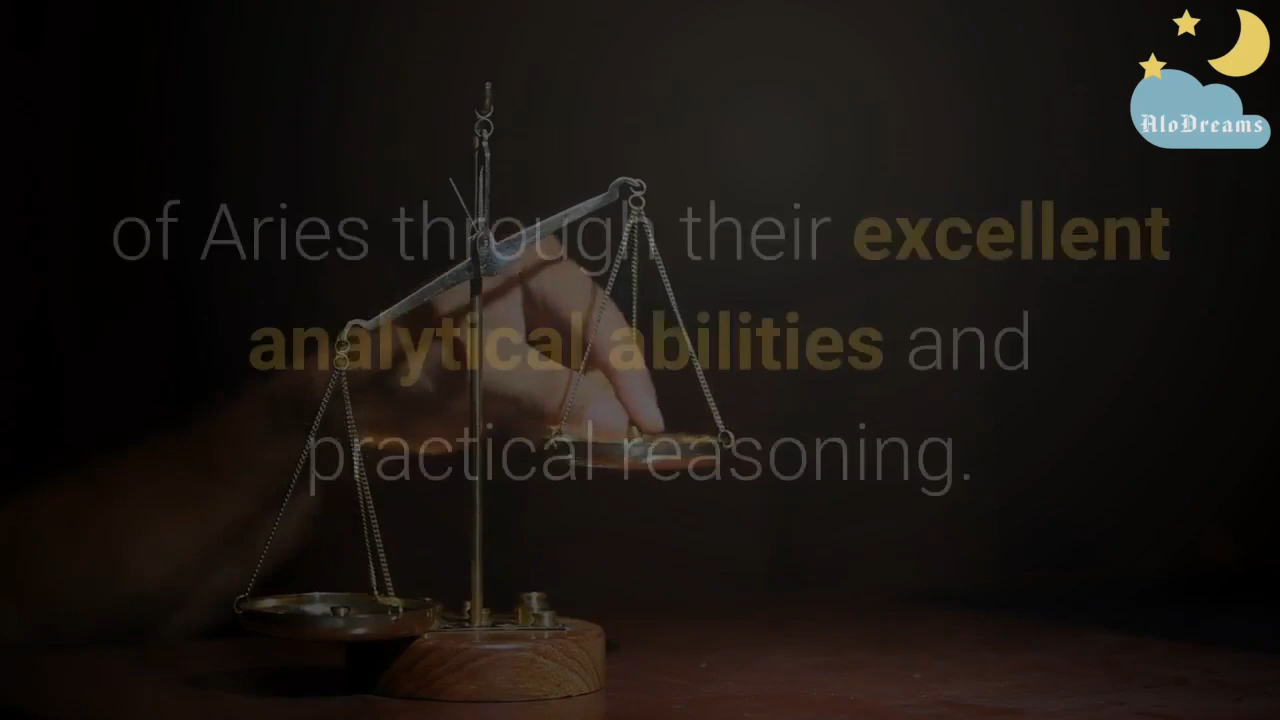 AloDreams
of Aries through their excellent
analytical abilities and
practical reasoning.